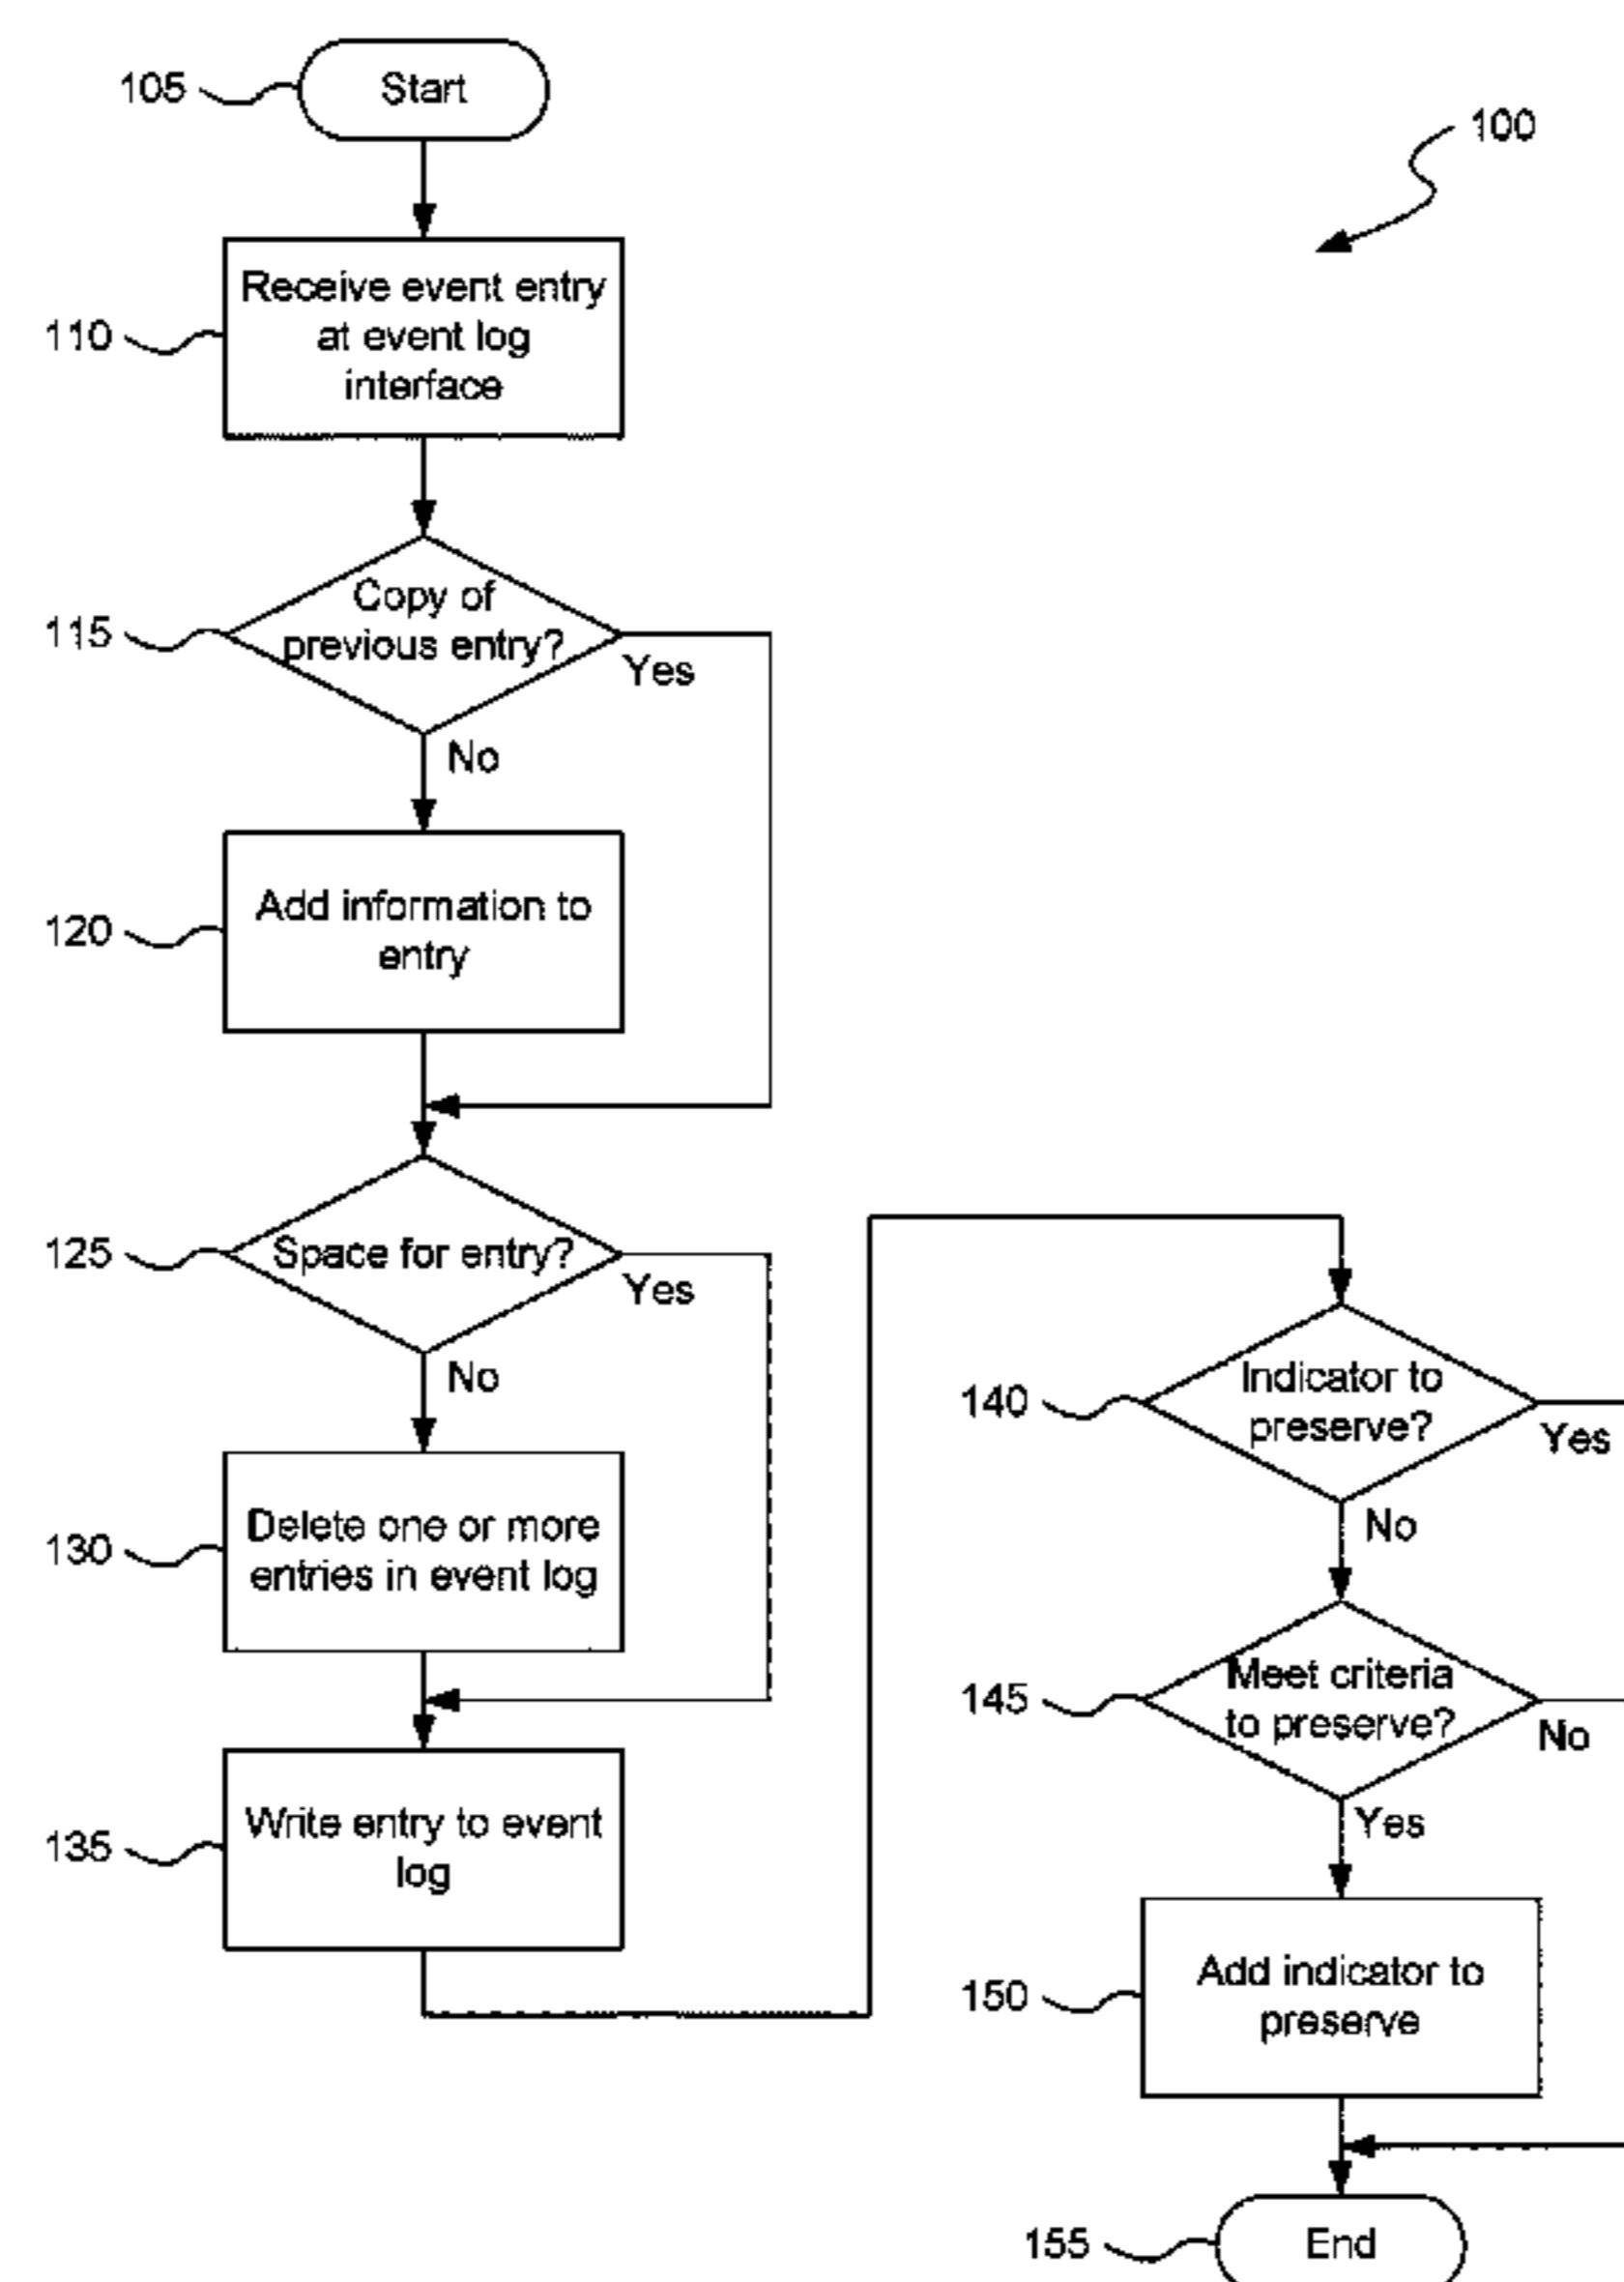 105
Start
100
110
Receive event entry
at event log
interface
115
Copy of
previous entry?
Yes
No
120
Add information to
entry
125
Space for entry?
Yes
No
130
Delete one or more
entries in event log
135
Write entry to event
log
140
Indicator to
preserve?
Yes
No
145
Meet criteria
to preserve?
No
Yes
150
Add indicator to
preserve
155
End